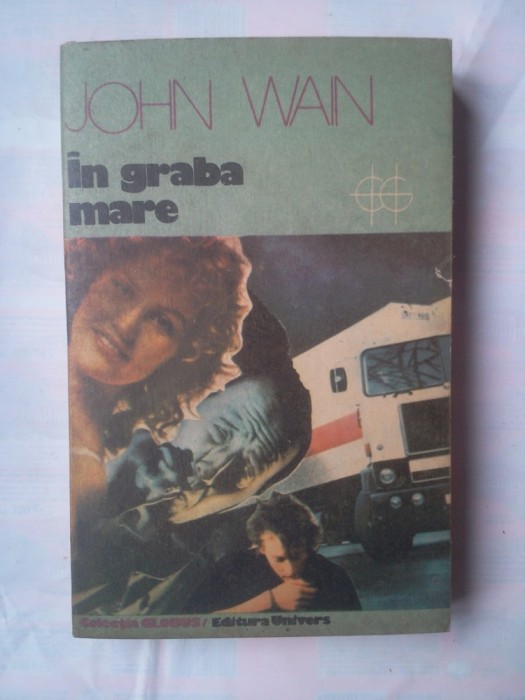 JOHN WAIN
în graba
mare
Colecția GLOBUS / Editura Univers